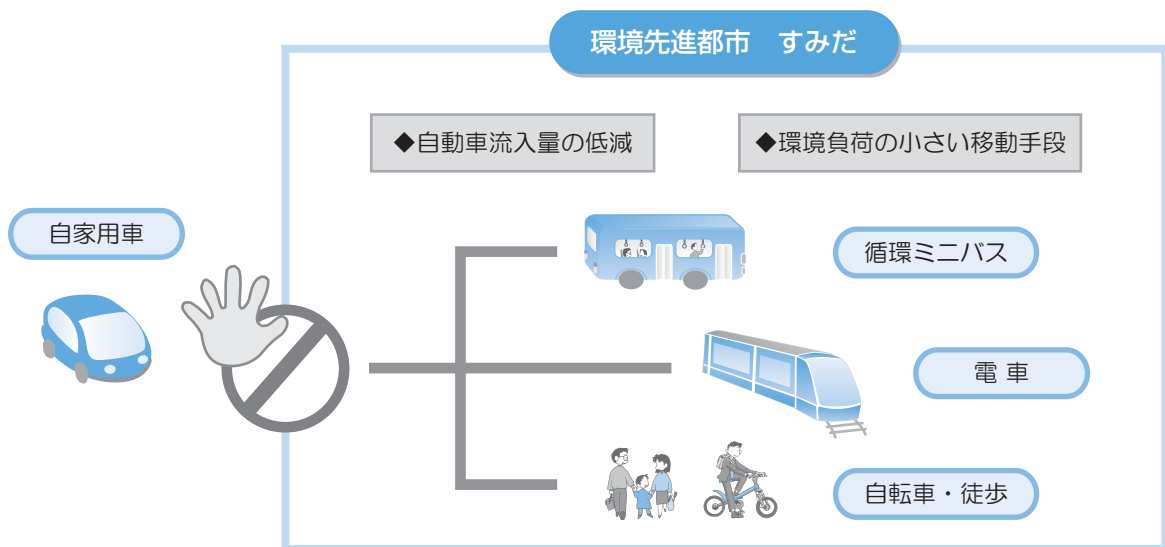 環境先進都市　すみだ
◆自動車流入量の低減
◆環境負荷の小さい移動手段
自家用車
循環ミニバス
電 車
自転車・徒歩